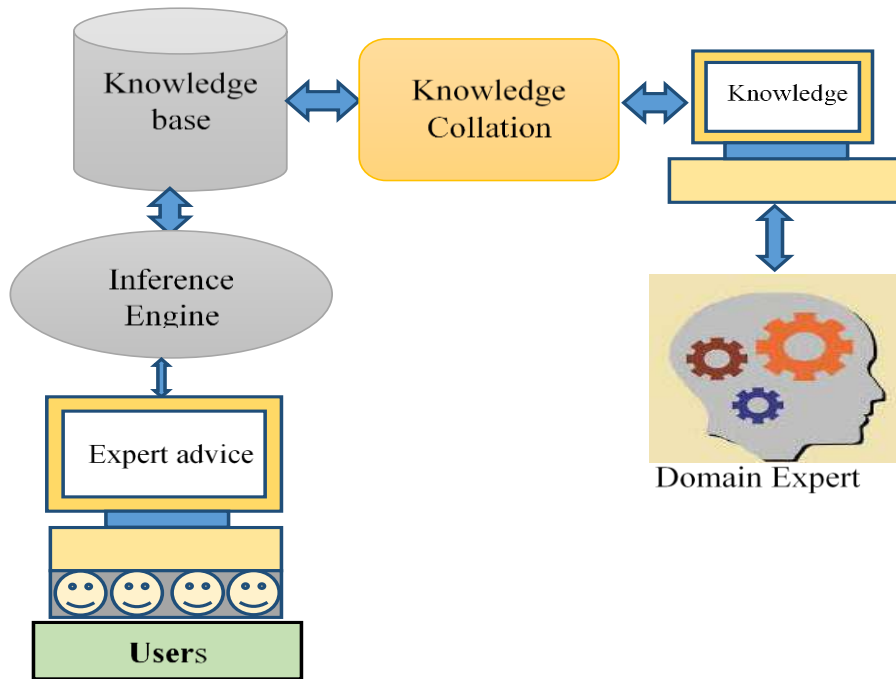 Knowledge
base
Knowledge
Collation
Knowledge
Inference
Engine
Expert advice
Domain Expert
Users